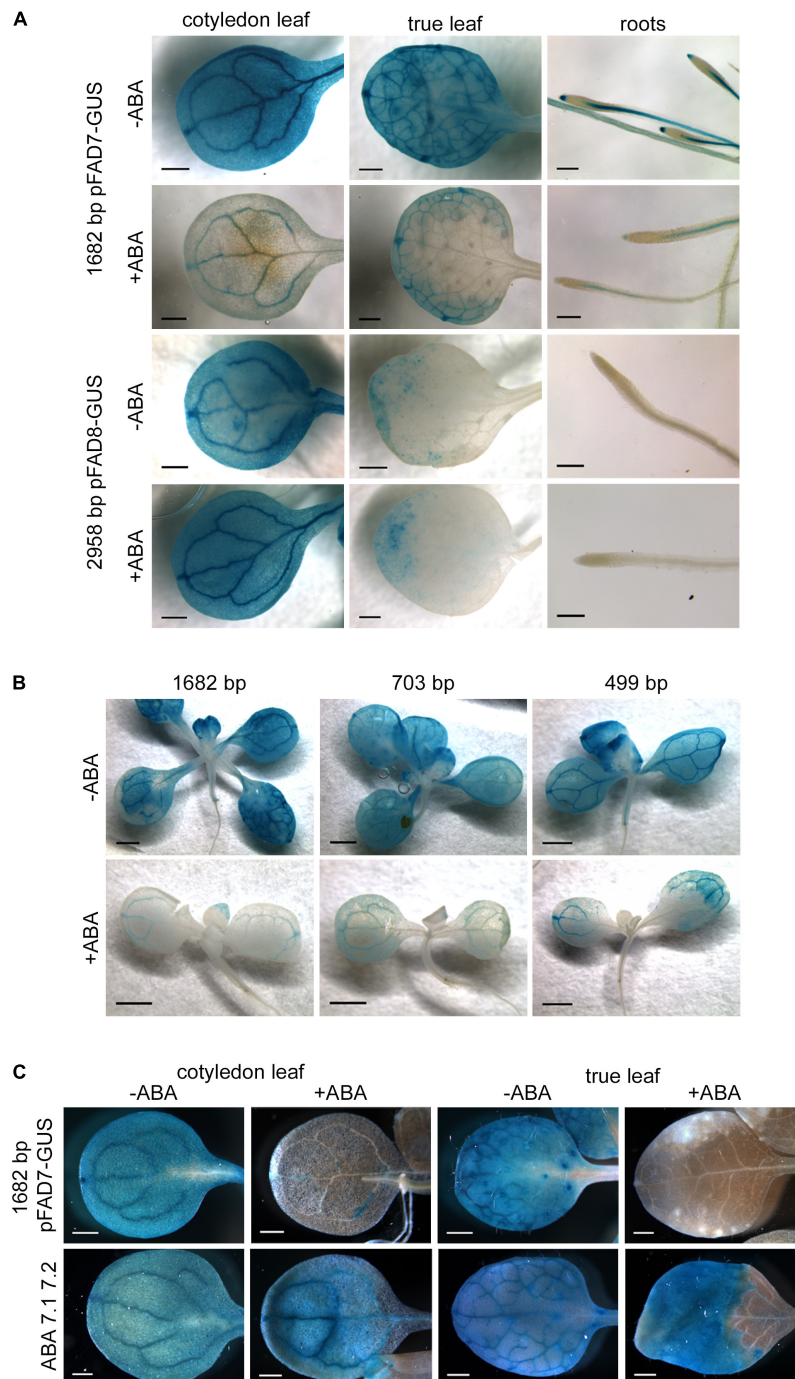 A
cotyledon leaf true leaf roots
1682 bp pFAD7-GUS
-ABA
+ABA
2958 bp pFAD8-GUS
-ABA
+ABA
B
1682 bp 703 bp 499 bp
-ABA
+ABA
C
cotyledon leaf true leaf
-ABA +ABA -ABA +ABA
1682 bp
pFAD7-GUS
ABA 7.1 7.2